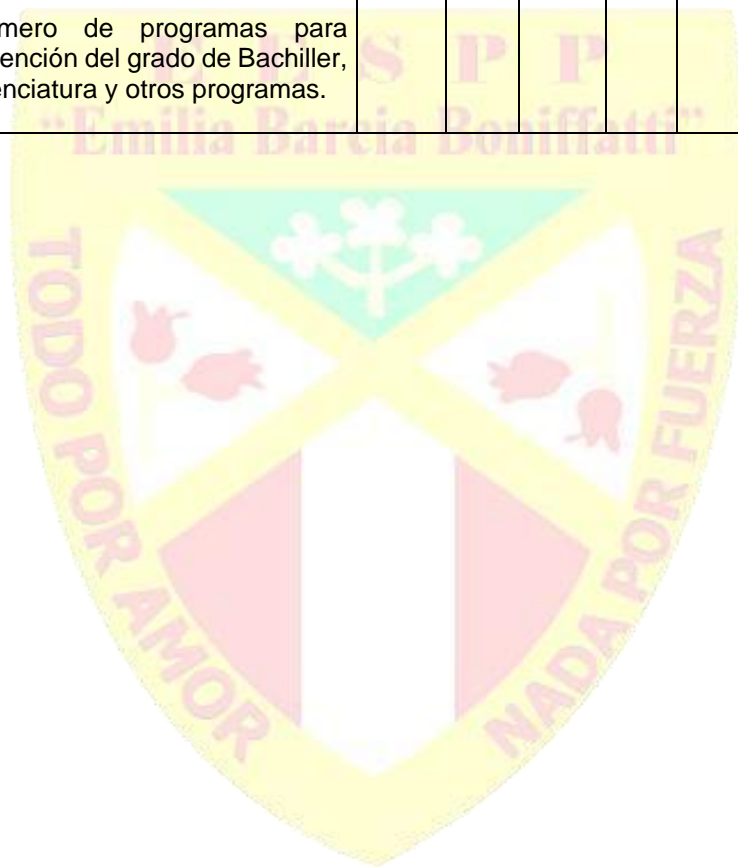 mero de programas para
ención del grado de Bachiller,
enciatura y otros programas.
E E S P P
"Emilia Barcia Boniffatti"
TODO POR AMOR
NADA POR FUERZA